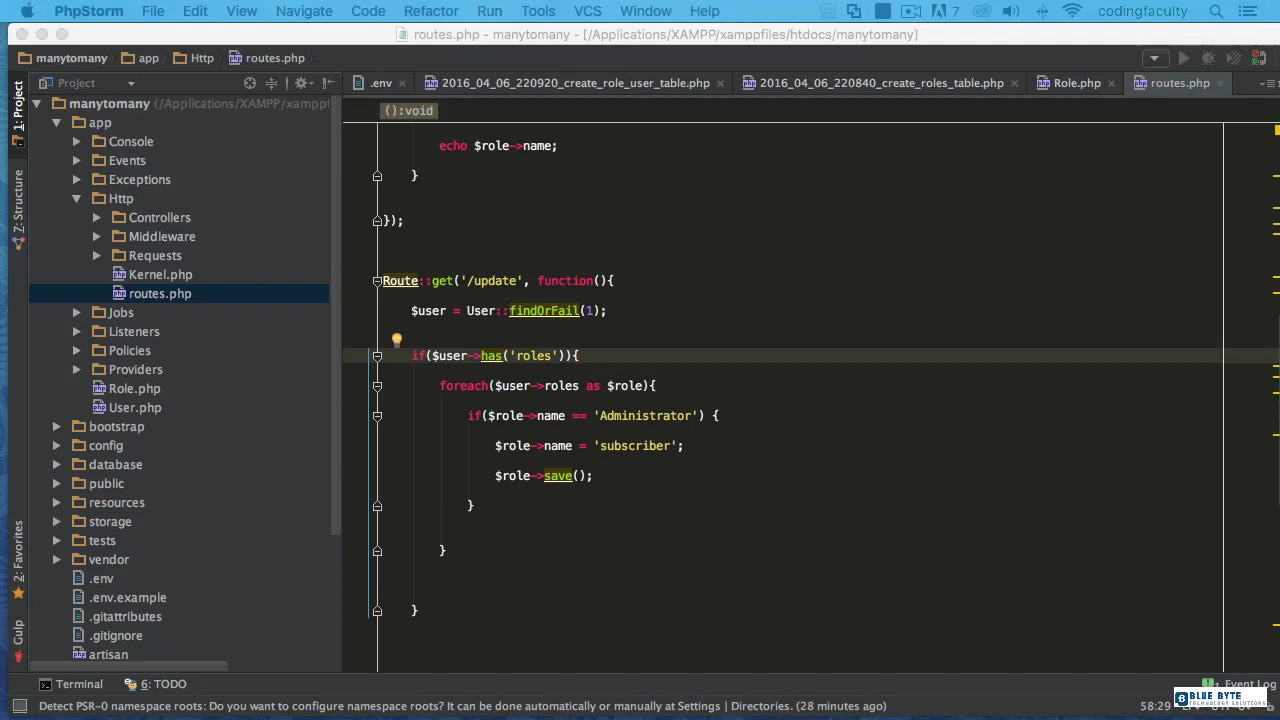 PhpStorm File Edit View Navigate Code Refactor Run Tools VCS Window Help 7 codingfaculty
routes.php - manytomany - [/Applications/XAMPP/xamppfiles/htdocs/manytomany]
manytomany app Http routes.php
Project .env 2016_04_06_220920_create_role_user_table.php 2016_04_06_220840_create_roles_table.php Role.php routes.php
1: Project
7: Structure
2: Favorites
Gulp
manytomany (/Applications/XAMPP/xamppf
app
Console
Events
Exceptions
Http
Controllers
Middleware
Requests
Kernel.php
routes.php
Jobs
Listeners
Policies
Providers
Role.php
User.php
bootstrap
config
database
public
resources
storage
tests
vendor
.env
.env.example
.gitattributes
.gitignore
artisan
():void
echo $role->name;
}
});
Route::get('/update', function(){
$user = User::findOrFail(1);
if($user->has('roles')){
foreach($user->roles as $role){
if($role->name == 'Administrator') {
$role->name = 'subscriber';
$role->save();
}
}
}
Terminal 6: TODO Event Log
Detect PSR-0 namespace roots: Do you want to configure namespace roots? It can be done automatically or manually at Settings | Directories. (28 minutes ago) 58:29
BLUE BYTE
TECHNOLOGY SOLUTIONS